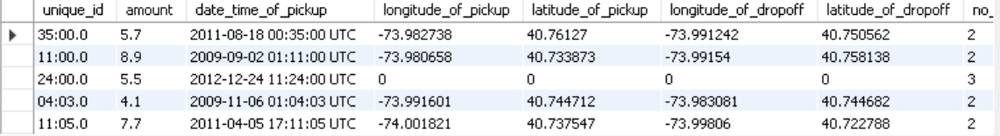 unique_id amount date_time_of_pickup longitude_of_pickup latitude_of_pickup longitude_of_dropoff latitude_of_dropoff no_
35:00.0 5.7 2011-08-18 00:35:00 UTC -73.982738 40.76127 -73.991242 40.750562 2
11:00.0 8.9 2009-09-02 01:11:00 UTC -73.980658 40.733873 -73.99154 40.758138 2
24:00.0 5.5 2012-12-24 11:24:00 UTC 0 0 0 0 3
04:03.0 4.1 2009-11-06 01:04:03 UTC -73.991601 40.744712 -73.983081 40.744682 2
11:05.0 7.7 2011-04-05 17:11:05 UTC -74.001821 40.737547 -73.99806 40.722788 2